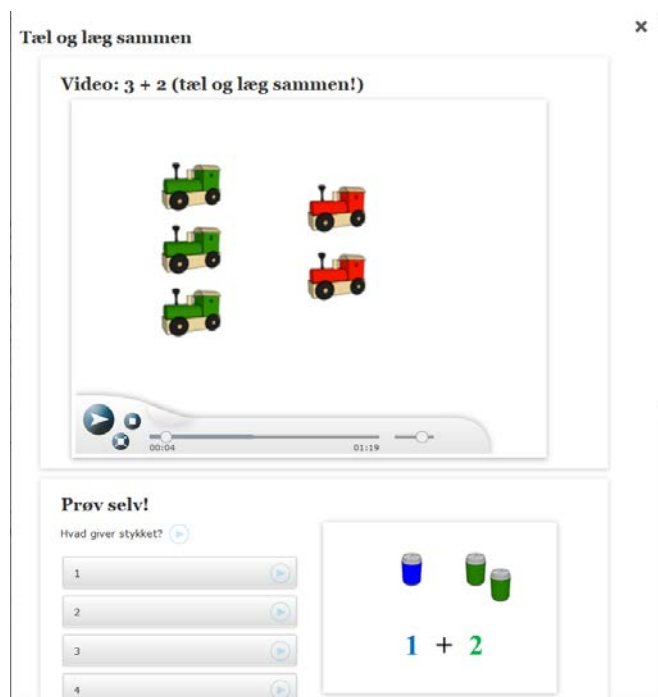 Tæl og læg sammen
Video: 3 + 2 (tæl og læg sammen!)
00:04
01:19
Prøv selv!
Hvad giver stykket?
1
2
3
4
1 + 2